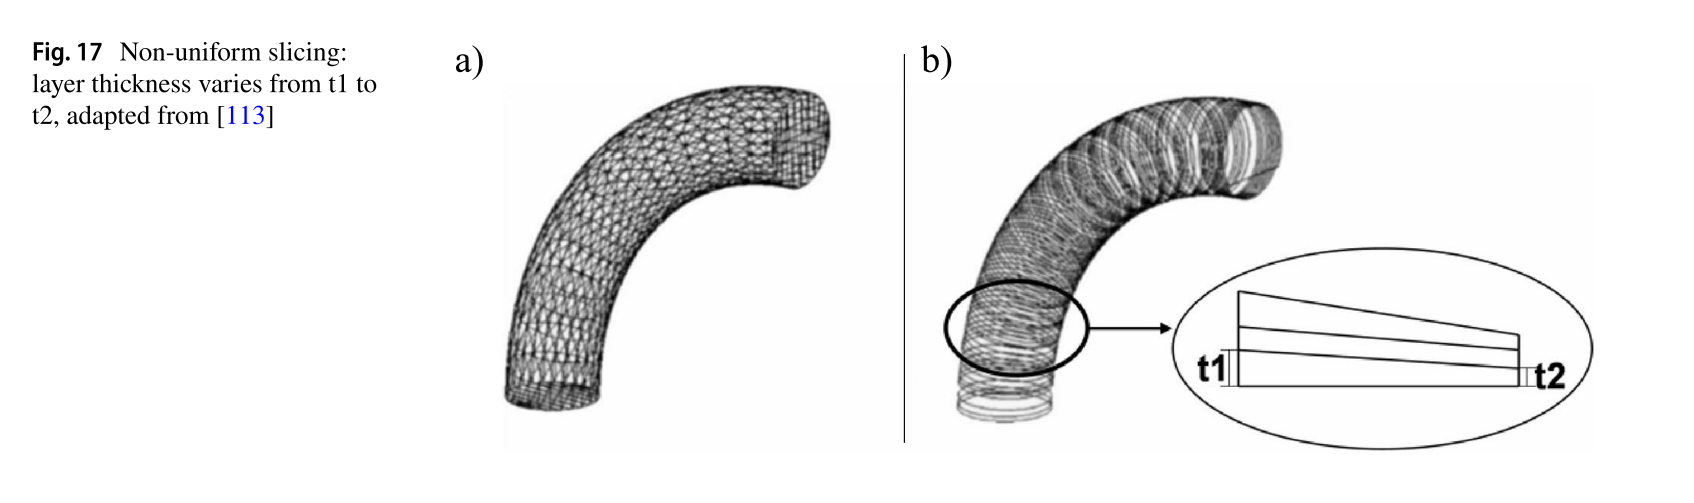 Fig. 17 Non-uniform slicing:
layer thickness varies from t1 to
t2, adapted from [113]
a)
b)
t1
t2